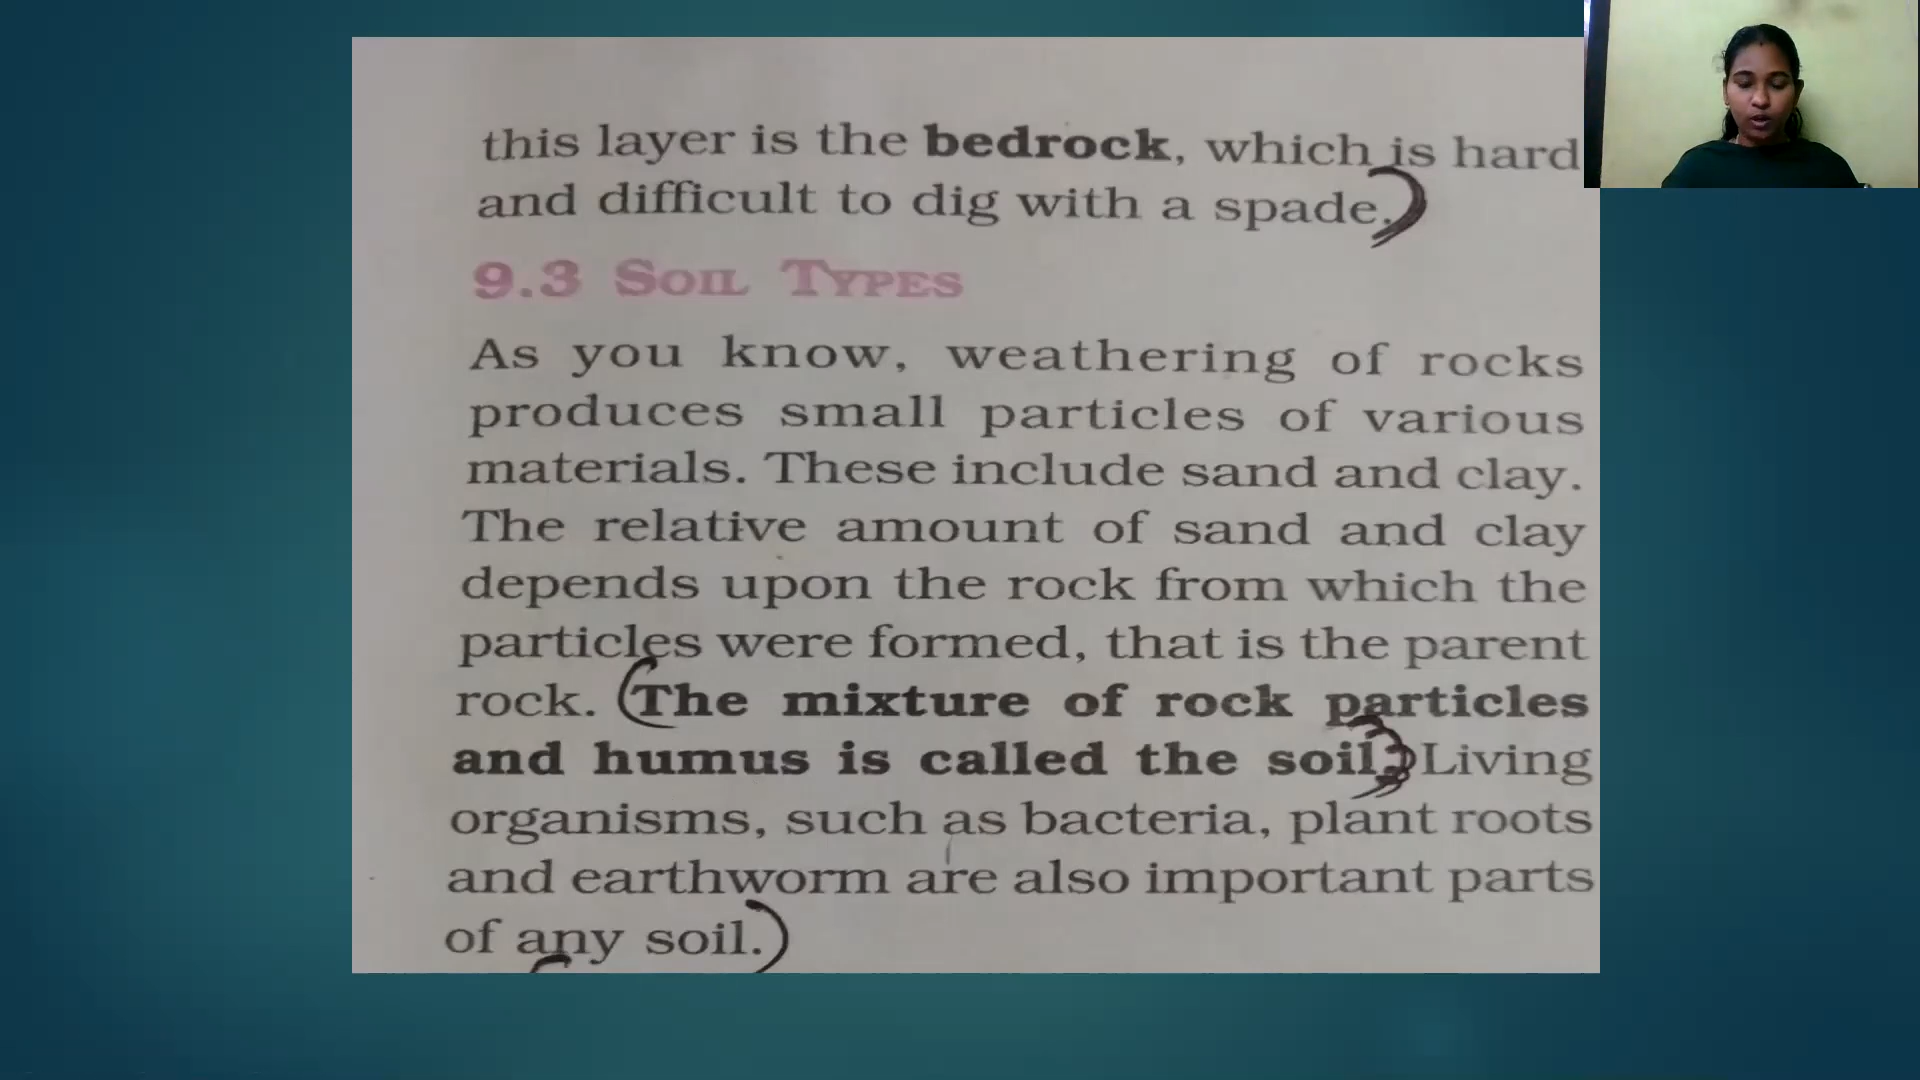 this layer is the bedrock, which is hard
and difficult to dig with a spade.)
9.3 SOIL TYPES
As you know, weathering of rocks
produces small particles of various
materials. These include sand and clay.
The relative amount of sand and clay
depends upon the rock from which the
particles were formed, that is the parent
rock. (The mixture of rock particles
and humus is called the soil.) Living
organisms, such as bacteria, plant roots
and earthworm are also important parts
of any soil.)